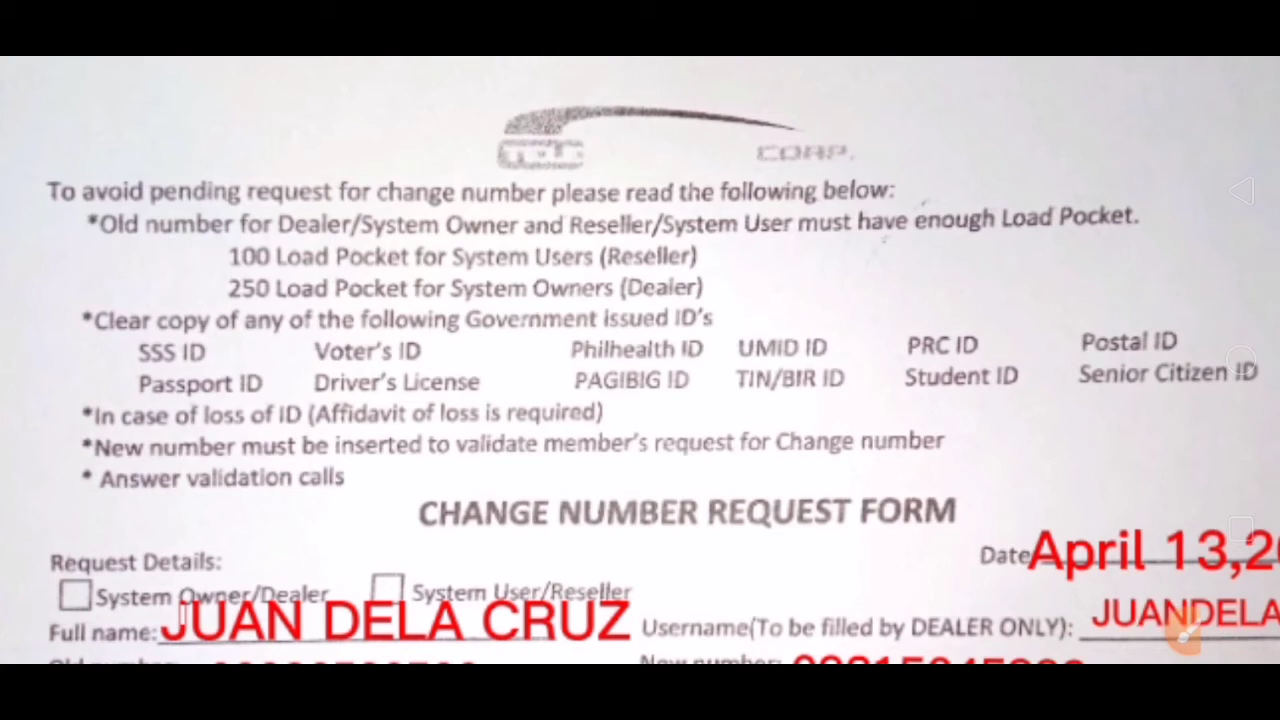 CORP.
To avoid pending request for change number please read the following below:
*Old number for Dealer/System Owner and Reseller/System User must have enough Load Pocket.
100 Load Pocket for System Users (Reseller)
250 Load Pocket for System Owners (Dealer)
*Clear copy of any of the following Government issued ID's
SSS ID Voter's ID Philhealth ID UMID ID PRC ID Postal ID
Passport ID Driver's License PAGIBIG ID TIN/BIR ID Student ID Senior Citizen ID
*In case of loss of ID (Affidavit of loss is required)
*New number must be inserted to validate member's request for Change number
* Answer validation calls
CHANGE NUMBER REQUEST FORM
Request Details: Date April 13,20
System Owner/Dealer System User/Reseller
Full name: JUAN DELA CRUZ Username(To be filled by DEALER ONLY): JUANDELA
New number: